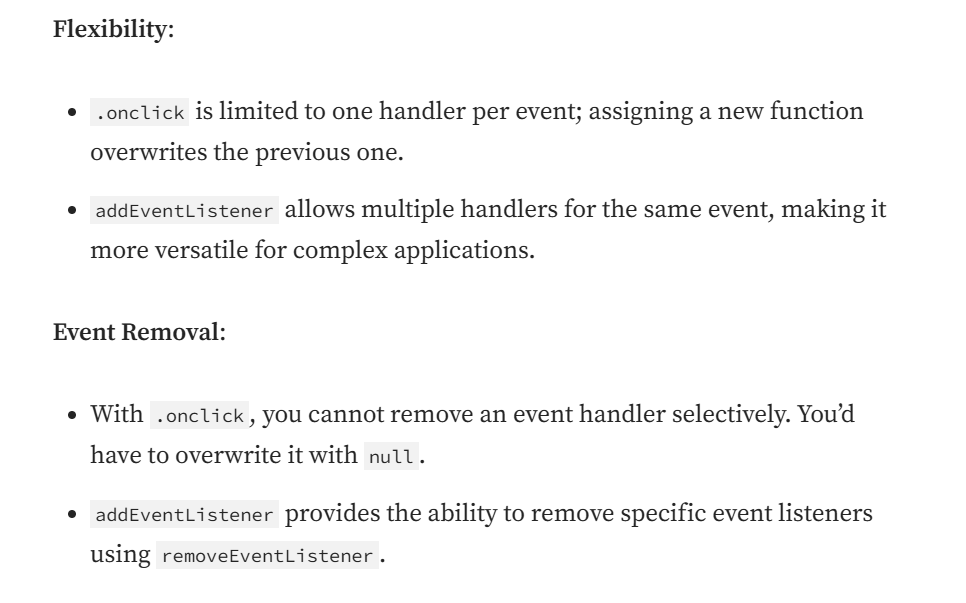 Flexibility:
• .onclick is limited to one handler per event; assigning a new function
overwrites the previous one.
• addEventListener allows multiple handlers for the same event, making it
more versatile for complex applications.
Event Removal:
• With .onclick, you cannot remove an event handler selectively. You’d
have to overwrite it with null.
• addEventListener provides the ability to remove specific event listeners
using removeEventListener.